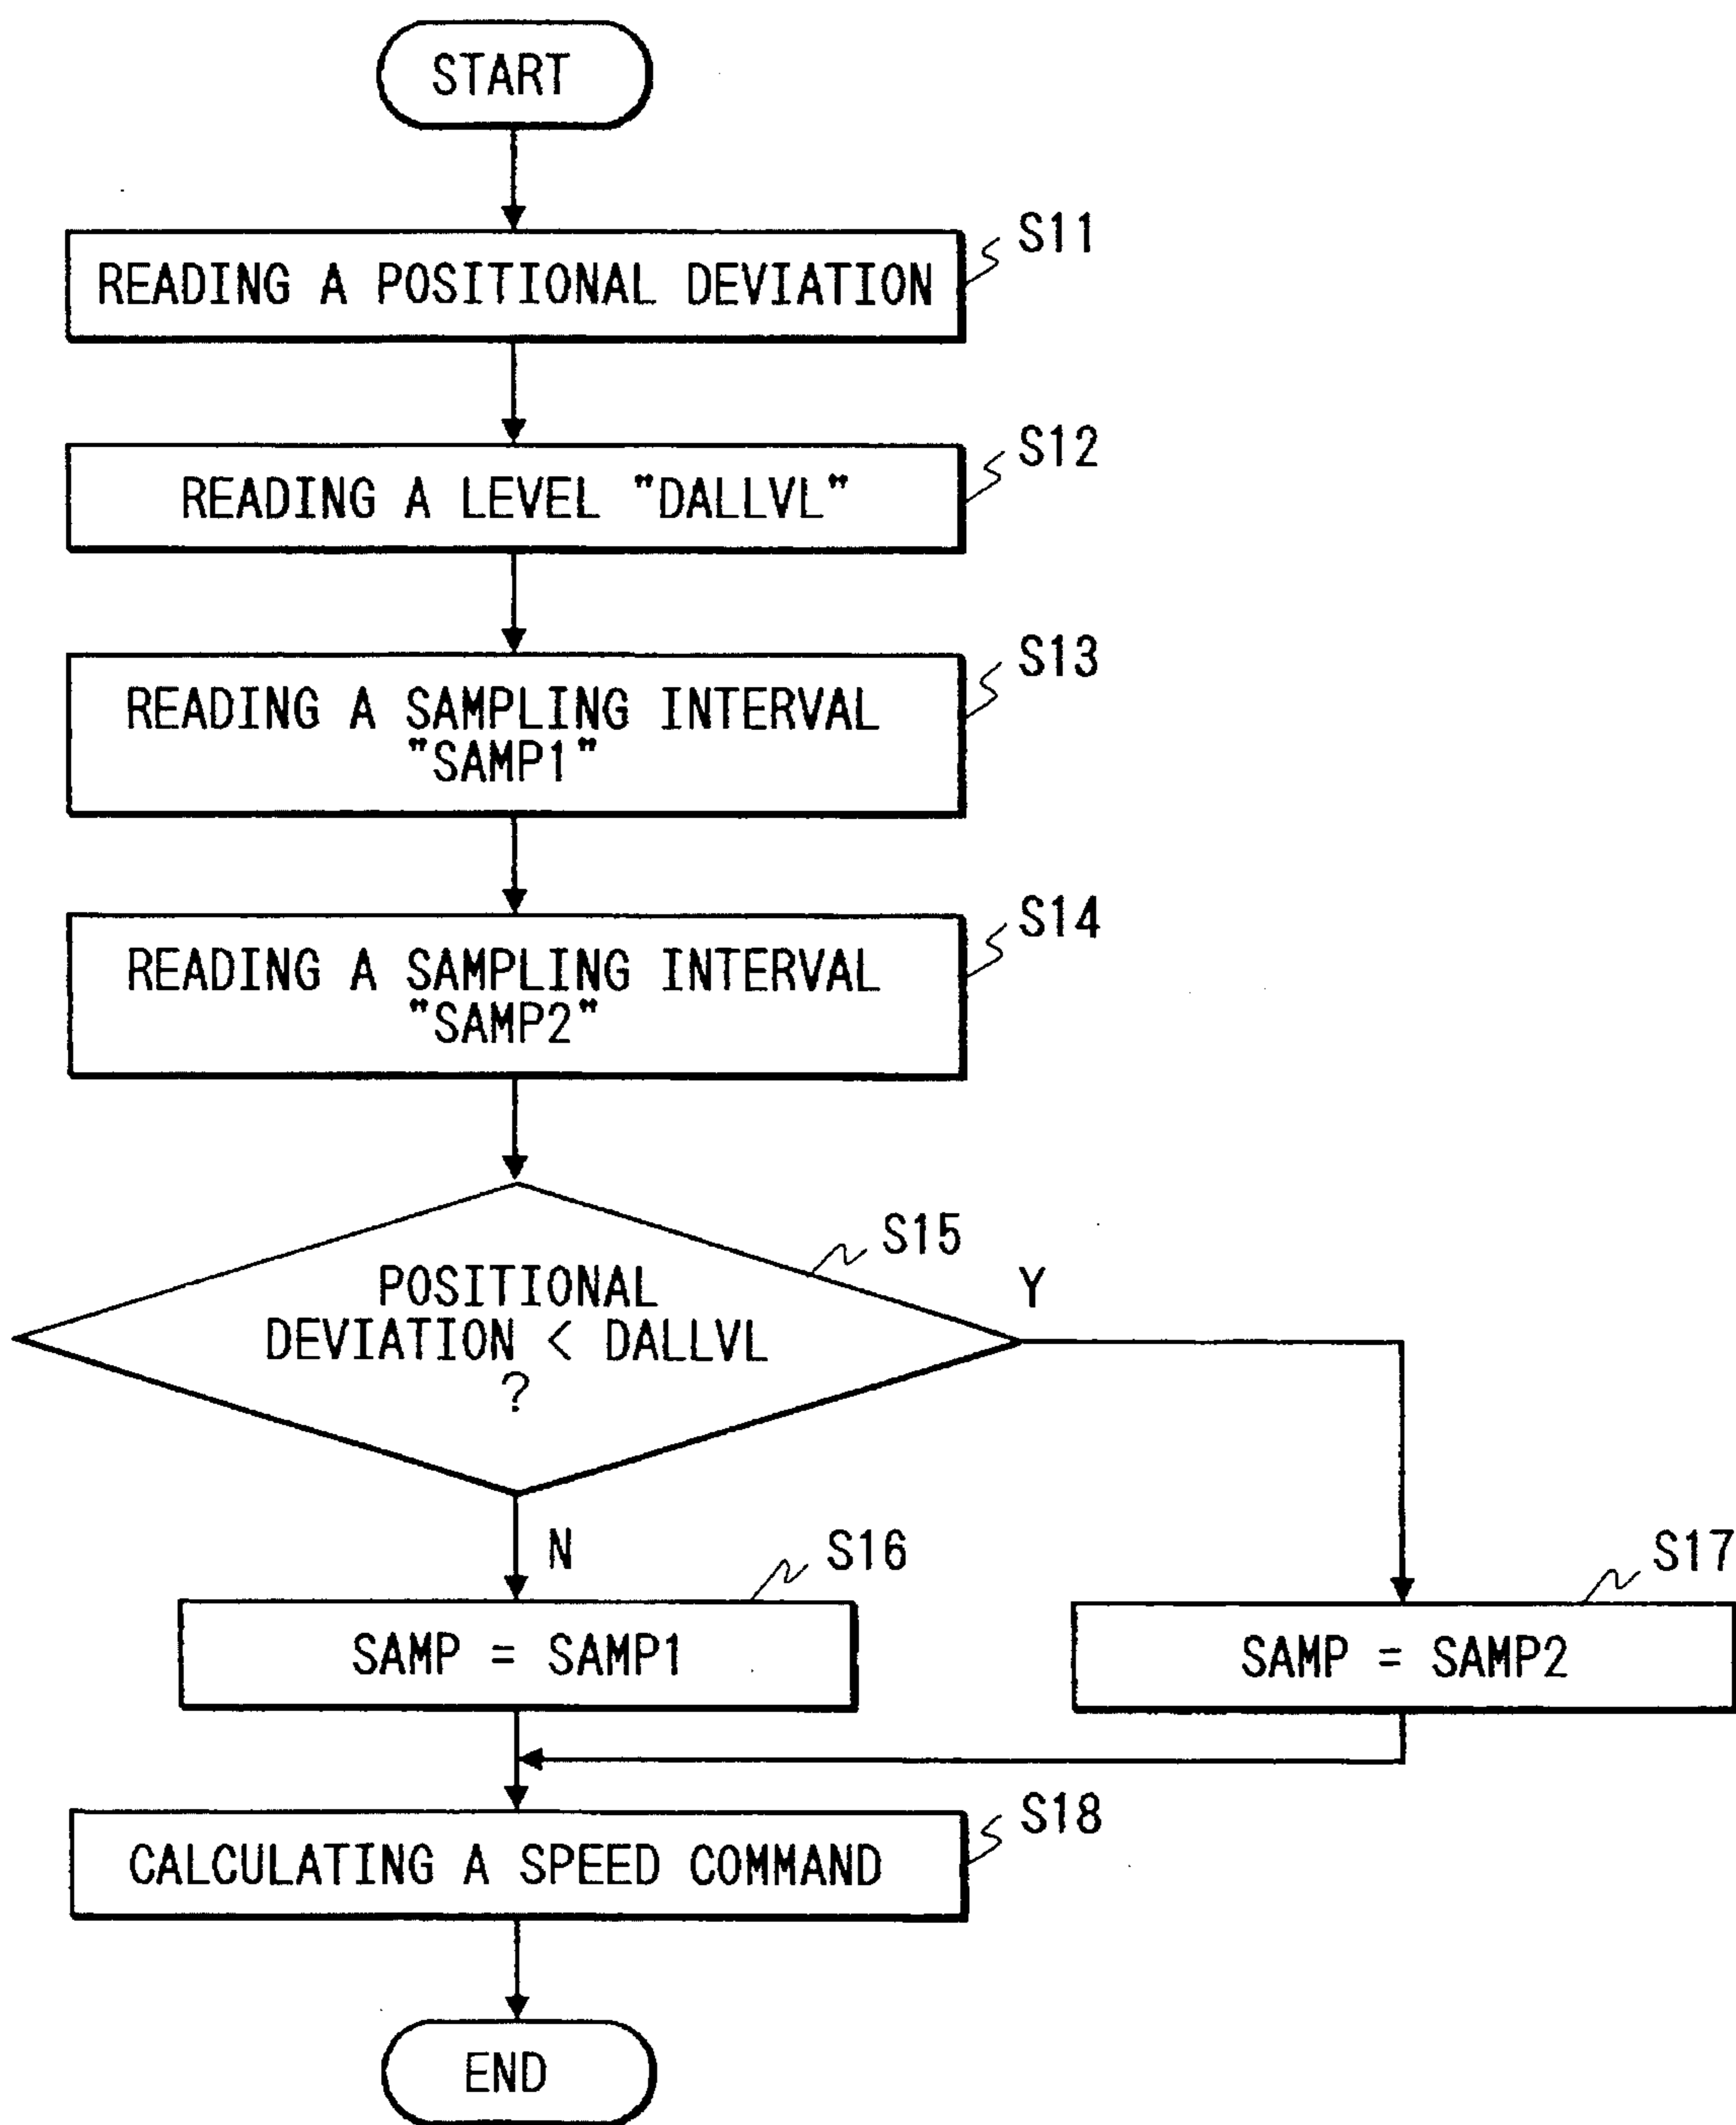 START
S11
READING A POSITIONAL DEVIATION
S12
READING A LEVEL "DALLVL"
S13
READING A SAMPLING INTERVAL
"SAMP1"
S14
READING A SAMPLING INTERVAL
"SAMP2"
S15
POSITIONAL
DEVIATION < DALLVL
?
Y
N
S16
SAMP = SAMP1
S17
SAMP = SAMP2
S18
CALCULATING A SPEED COMMAND
END